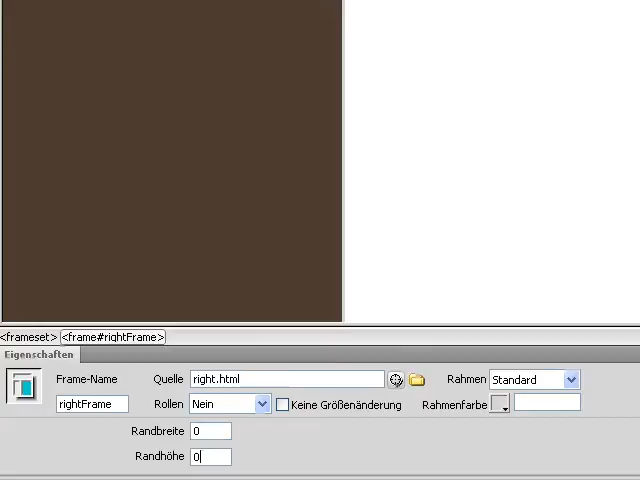 <frameset> <frame#rightFrame>
Eigenschaften
Frame-Name Quelle right.html Rahmen Standard
rightFrame Rollen Nein Keine Größenänderung Rahmenfarbe
Randbreite 0
Randhöhe 0